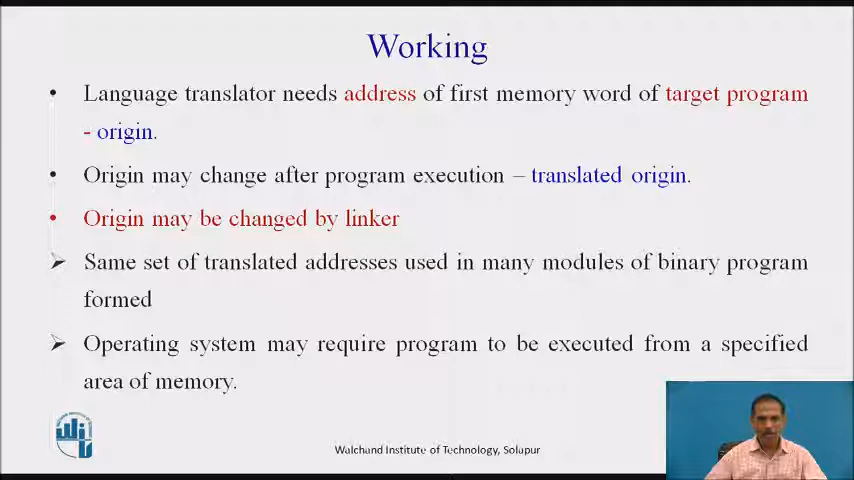 Working
• Language translator needs address of first memory word of target program
- origin.
• Origin may change after program execution – translated origin.
• Origin may be changed by linker
➢ Same set of translated addresses used in many modules of binary program
formed
➢ Operating system may require program to be executed from a specified
area of memory.
Walchand Institute of Technology, Solapur